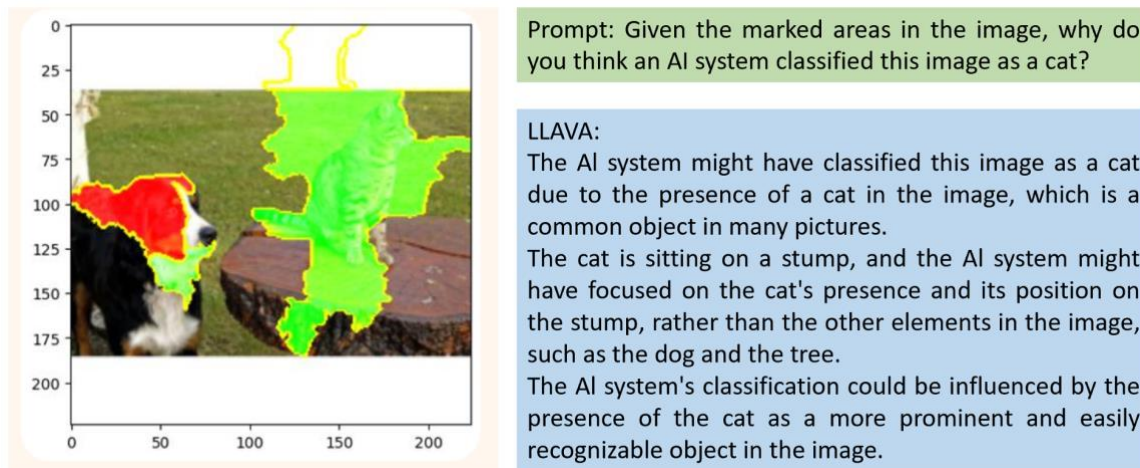 0
25
50
75
100
125
150
175
200
0 50 100 150 200
Prompt: Given the marked areas in the image, why do
you think an AI system classified this image as a cat?
LLAVA:
The AI system might have classified this image as a cat
due to the presence of a cat in the image, which is a
common object in many pictures.
The cat is sitting on a stump, and the AI system might
have focused on the cat's presence and its position on
the stump, rather than the other elements in the image,
such as the dog and the tree.
The AI system's classification could be influenced by the
presence of the cat as a more prominent and easily
recognizable object in the image.